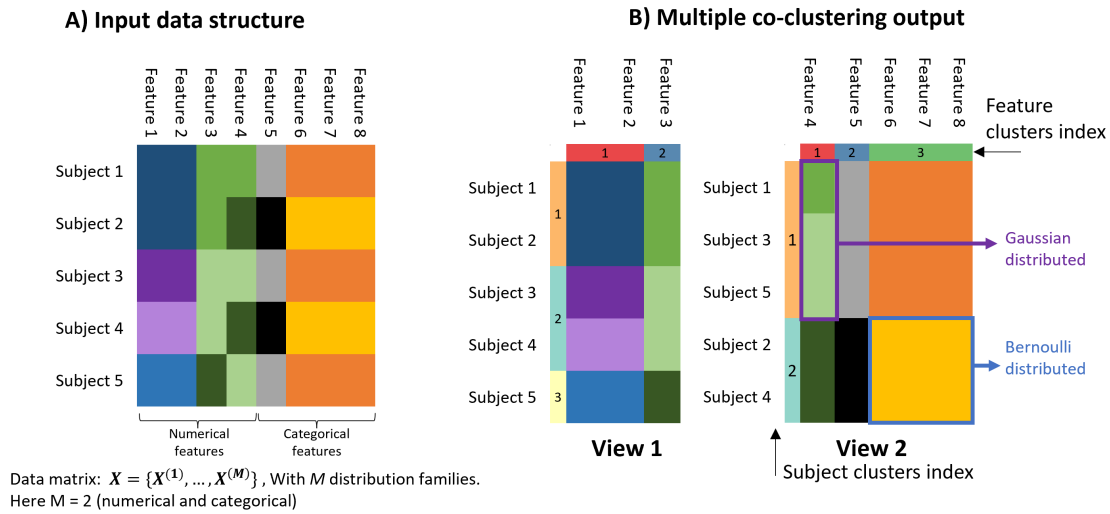 A) Input data structure
Feature 1
Feature 2
Feature 3
Feature 4
Feature 5
Feature 6
Feature 7
Feature 8
Subject 1
Subject 2
Subject 3
Subject 4
Subject 5
Numerical
features
Categorical
features
Data matrix: X = {X⁽¹⁾, ..., X⁽ᴹ⁾} , With M distribution families.
Here M = 2 (numerical and categorical)
B) Multiple co-clustering output
Feature 1
Feature 2
Feature 3
1
2
Subject 1
Subject 2
Subject 3
Subject 4
Subject 5
1
2
3
View 1
Feature 4
Feature 5
Feature 6
Feature 7
Feature 8
1
2
3
Feature
clusters index
Subject 1
Subject 3
Subject 5
Subject 2
Subject 4
1
2
Gaussian
distributed
Bernoulli
distributed
View 2
Subject clusters index